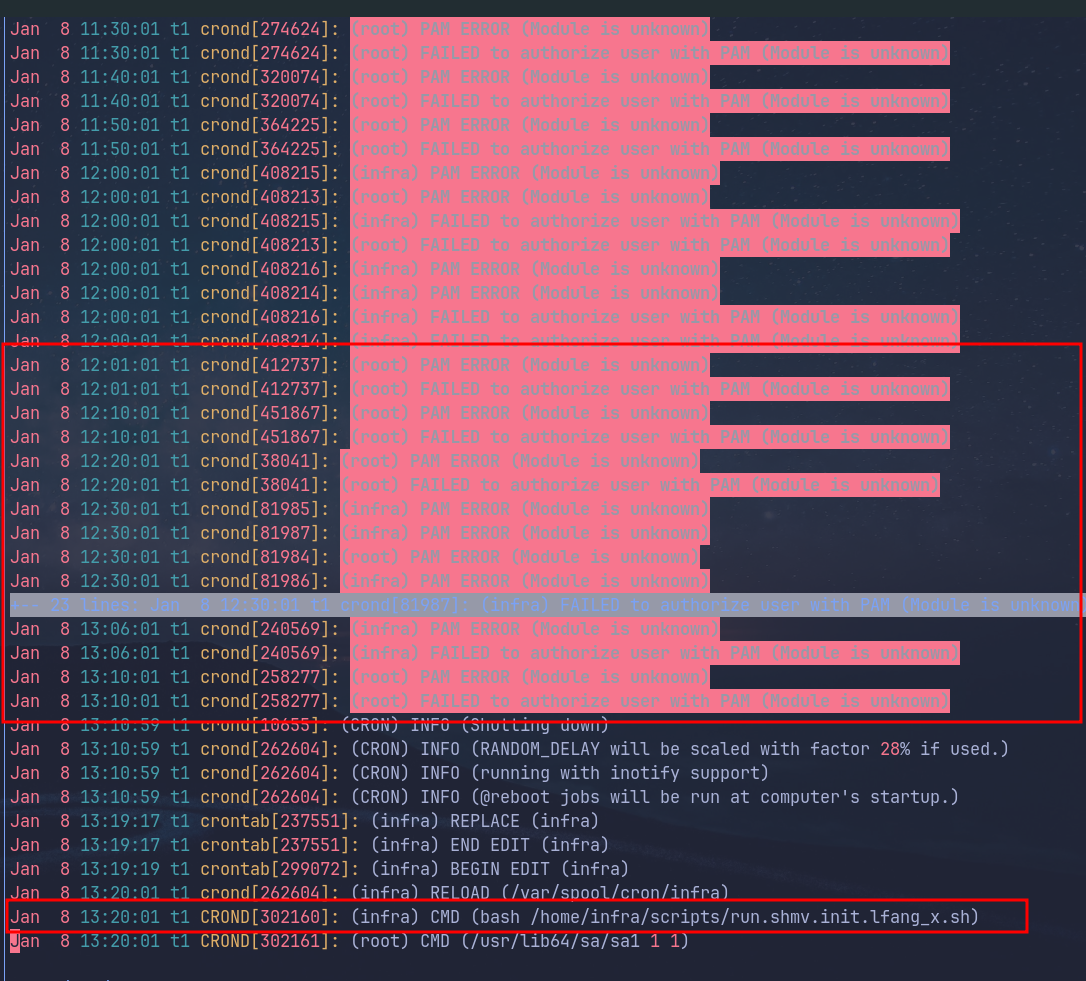 Jan  8 11:30:01 t1 crond[274624]: (root) PAM ERROR (Module is unknown)
Jan  8 11:30:01 t1 crond[274624]: (root) FAILED to authorize user with PAM (Module is unknown)
Jan  8 11:40:01 t1 crond[320074]: (root) PAM ERROR (Module is unknown)
Jan  8 11:40:01 t1 crond[320074]: (root) FAILED to authorize user with PAM (Module is unknown)
Jan  8 11:50:01 t1 crond[364225]: (root) PAM ERROR (Module is unknown)
Jan  8 11:50:01 t1 crond[364225]: (root) FAILED to authorize user with PAM (Module is unknown)
Jan  8 12:00:01 t1 crond[408215]: (infra) PAM ERROR (Module is unknown)
Jan  8 12:00:01 t1 crond[408213]: (root) PAM ERROR (Module is unknown)
Jan  8 12:00:01 t1 crond[408215]: (infra) FAILED to authorize user with PAM (Module is unknown)
Jan  8 12:00:01 t1 crond[408213]: (root) FAILED to authorize user with PAM (Module is unknown)
Jan  8 12:00:01 t1 crond[408216]: (infra) PAM ERROR (Module is unknown)
Jan  8 12:00:01 t1 crond[408214]: (infra) PAM ERROR (Module is unknown)
Jan  8 12:00:01 t1 crond[408216]: (infra) FAILED to authorize user with PAM (Module is unknown)
Jan  8 12:00:01 t1 crond[408214]: (infra) FAILED to authorize user with PAM (Module is unknown)
Jan  8 12:01:01 t1 crond[412737]: (root) PAM ERROR (Module is unknown)
Jan  8 12:01:01 t1 crond[412737]: (root) FAILED to authorize user with PAM (Module is unknown)
Jan  8 12:10:01 t1 crond[451867]: (root) PAM ERROR (Module is unknown)
Jan  8 12:10:01 t1 crond[451867]: (root) FAILED to authorize user with PAM (Module is unknown)
Jan  8 12:20:01 t1 crond[38041]: (root) PAM ERROR (Module is unknown)
Jan  8 12:20:01 t1 crond[38041]: (root) FAILED to authorize user with PAM (Module is unknown)
Jan  8 12:30:01 t1 crond[81985]: (infra) PAM ERROR (Module is unknown)
Jan  8 12:30:01 t1 crond[81987]: (infra) PAM ERROR (Module is unknown)
Jan  8 12:30:01 t1 crond[81984]: (root) PAM ERROR (Module is unknown)
Jan  8 12:30:01 t1 crond[81986]: (infra) PAM ERROR (Module is unknown)
+-- 23 lines: Jan  8 12:30:01 t1 crond[81987]: (infra) FAILED to authorize user with PAM (Module is unknown
Jan  8 13:06:01 t1 crond[240569]: (infra) PAM ERROR (Module is unknown)
Jan  8 13:06:01 t1 crond[240569]: (infra) FAILED to authorize user with PAM (Module is unknown)
Jan  8 13:10:01 t1 crond[258277]: (root) PAM ERROR (Module is unknown)
Jan  8 13:10:01 t1 crond[258277]: (root) FAILED to authorize user with PAM (Module is unknown)
Jan  8 13:10:59 t1 crond[10655]: (CRON) INFO (Shutting down)
Jan  8 13:10:59 t1 crond[262604]: (CRON) INFO (RANDOM_DELAY will be scaled with factor 28% if used.)
Jan  8 13:10:59 t1 crond[262604]: (CRON) INFO (running with inotify support)
Jan  8 13:10:59 t1 crond[262604]: (CRON) INFO (@reboot jobs will be run at computer's startup.)
Jan  8 13:19:17 t1 crontab[237551]: (infra) REPLACE (infra)
Jan  8 13:19:17 t1 crontab[237551]: (infra) END EDIT (infra)
Jan  8 13:19:19 t1 crontab[299072]: (infra) BEGIN EDIT (infra)
Jan  8 13:20:01 t1 crond[262604]: (infra) RELOAD (/var/spool/cron/infra)
Jan  8 13:20:01 t1 CROND[302160]: (infra) CMD (bash /home/infra/scripts/run.shmv.init.lfang_x.sh)
Jan  8 13:20:01 t1 CROND[302161]: (root) CMD (/usr/lib64/sa/sa1 1 1)